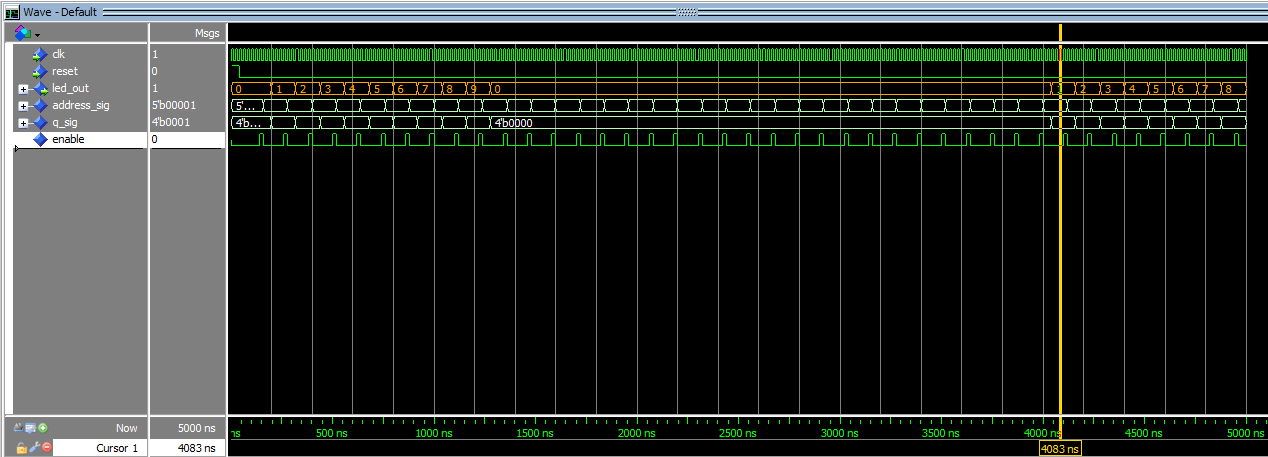 Wave - Default
Msgs
clk 1
reset 0
led_out 1 0 1 2 3 4 5 6 7 8 9 0 1 2 3 4 5 6 7 8
address_sig 5'b00001 5'...
q_sig 4'b0001 4'b... 4'b0000
enable 0
Now 5000 ns ns 500 ns 1000 ns 1500 ns 2000 ns 2500 ns 3000 ns 3500 ns 4000 ns 4500 ns 5000 ns
Cursor 1 4083 ns 4083 ns